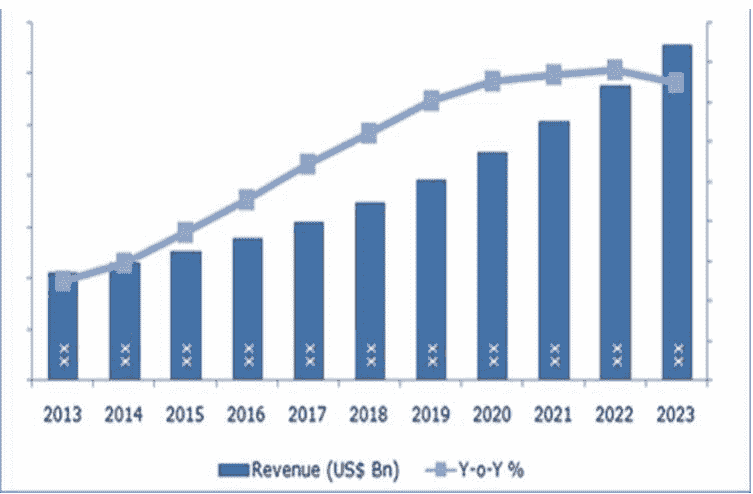 XX XX XX XX XX XX XX XX XX XX XX
2013 2014 2015 2016 2017 2018 2019 2020 2021 2022 2023
Revenue (US$ Bn) Y-o-Y %